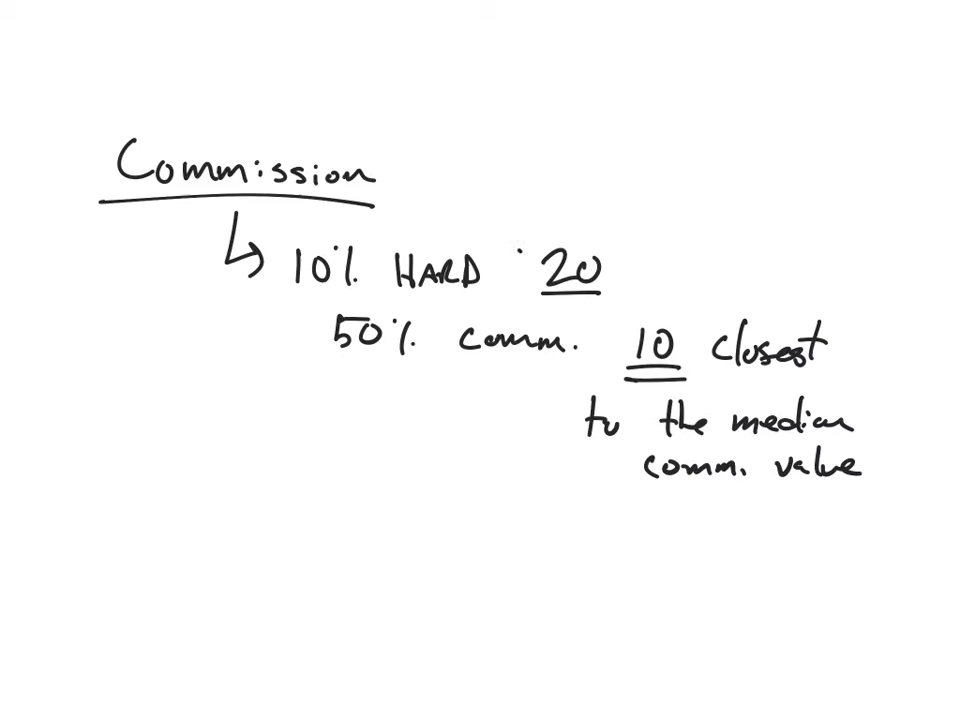 Commission
↳ 10% HARD 20
50% comm. 10 closest
to the median
comm. value